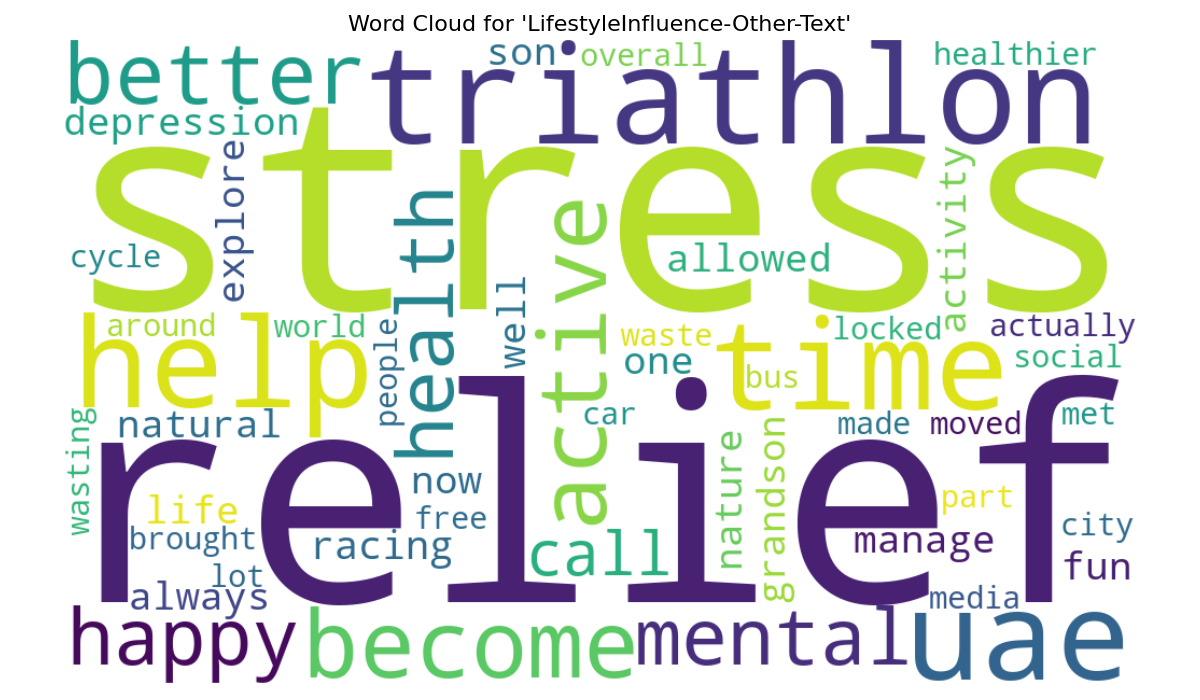 Word Cloud for 'LifestyleInfluence-Other-Text'
better
triathlon
son
overall
healthier
depression
stress
explore
health
active
activity
cycle
allowed
help
around
world
people
well
waste
one
time
bus
locked
actually
social
relief
natural
car
made
moved
met
wasting
life
now
free
nature
grandson
part
city
brought
racing
call
manage
fun
lot
always
media
happy
become
mental
uae